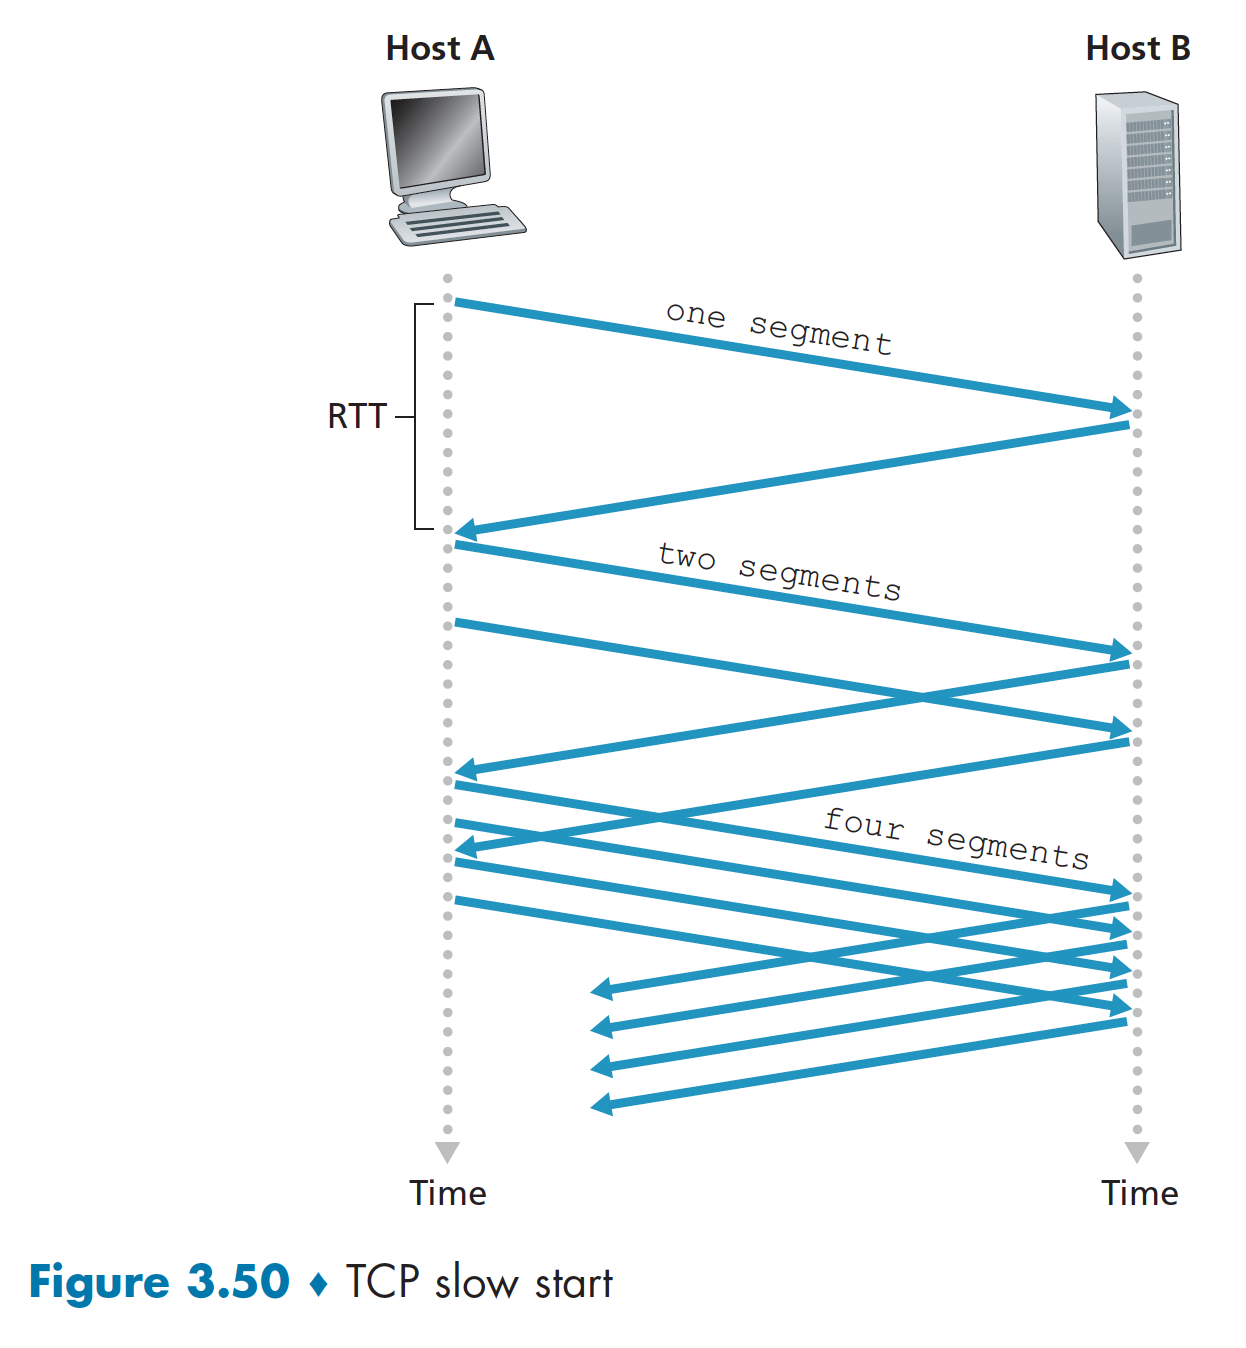 Host A
Host B
one segment
RTT
two segments
four segments
Time
Time
Figure 3.50 ♦ TCP slow start